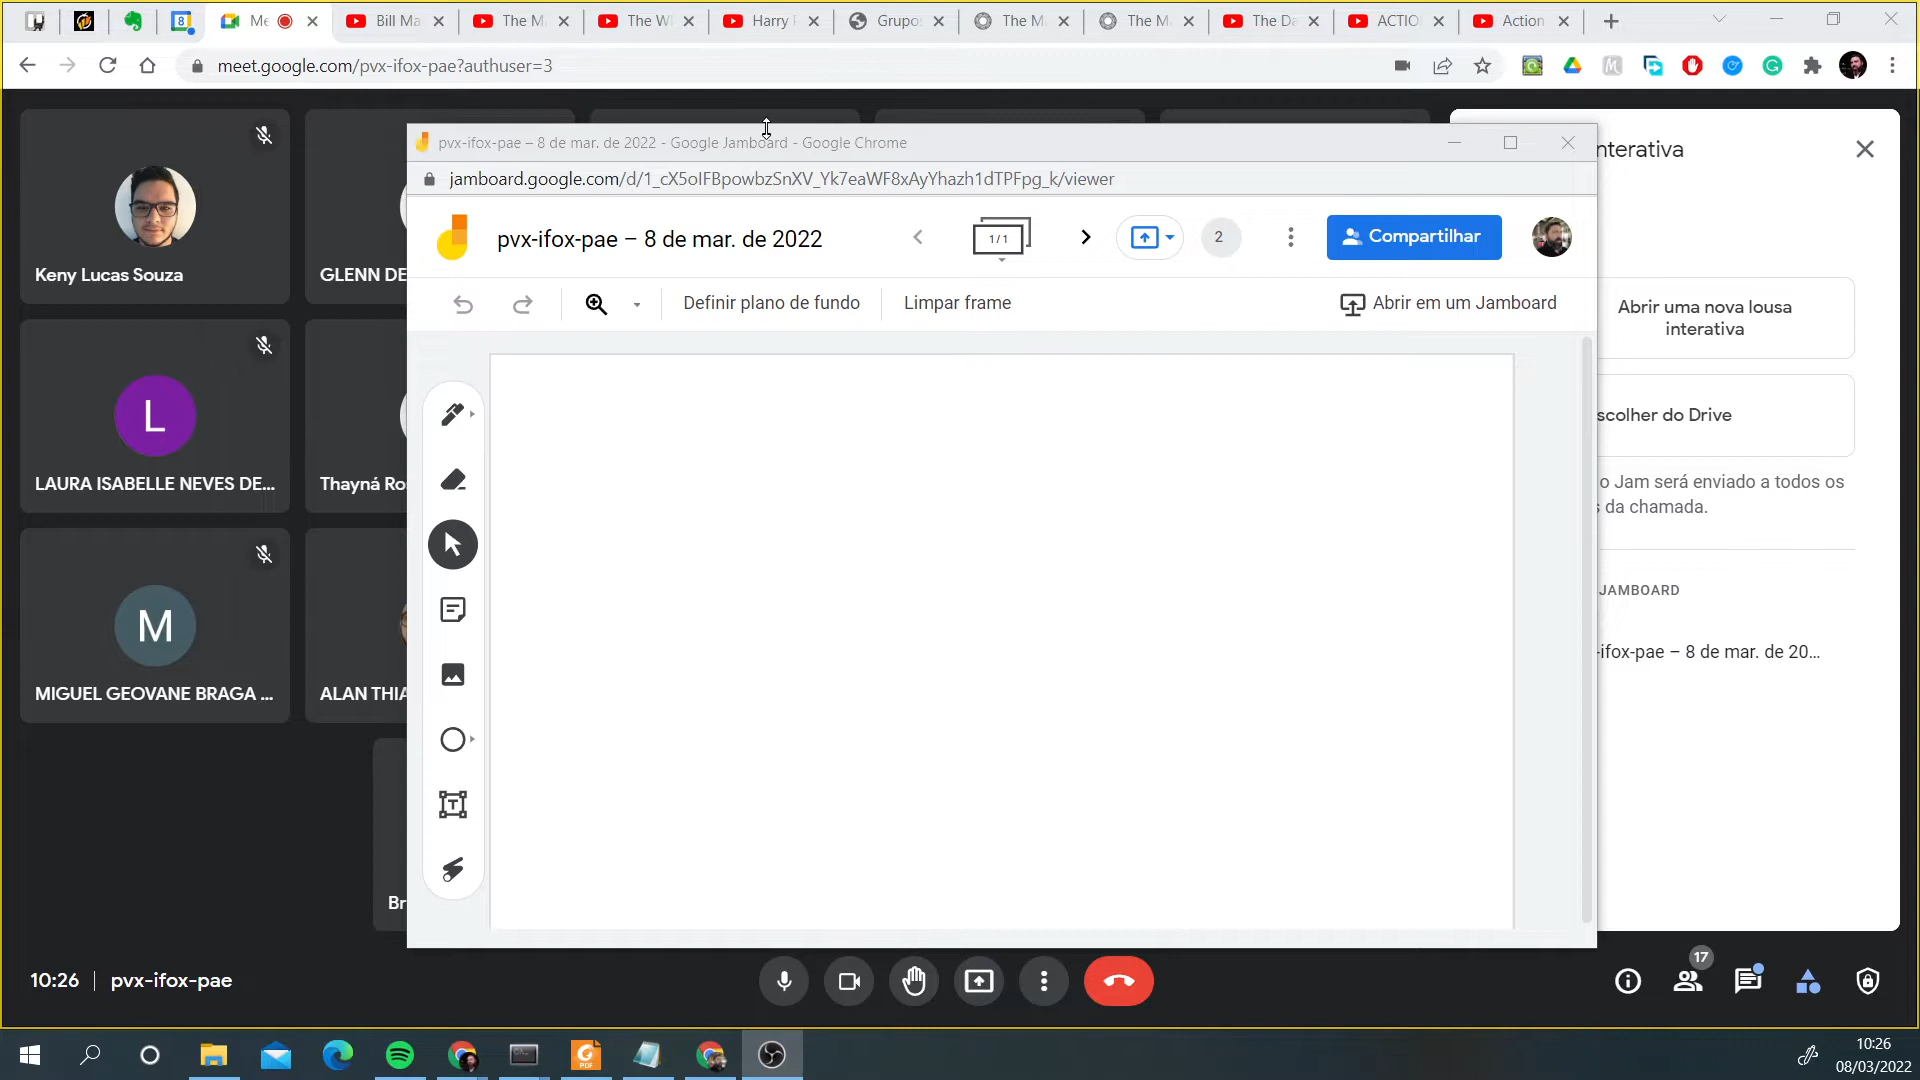 Me
Bill Ma
The M
The W
Harry
Grupo
The M
The M
The Da
ACTIO
Action
meet.google.com/pvx-ifox-pae?authuser=3
pvx-ifox-pae – 8 de mar. de 2022 - Google Jamboard - Google Chrome
jamboard.google.com/d/1_cX5oIFBpowbzSnXV_Yk7eaWF8xAyYhazh1dTPFpg_k/viewer
pvx-ifox-pae – 8 de mar. de 2022
1/1
2
Compartilhar
Definir plano de fundo
Limpar frame
Abrir em um Jamboard
Keny Lucas Souza
GLENN DE
L
LAURA ISABELLE NEVES DE...
Thayná Ro
M
MIGUEL GEOVANE BRAGA ...
ALAN THIA
Br
nterativa
Abrir uma nova lousa
interativa
scolher do Drive
o Jam será enviado a todos os
s da chamada.
JAMBOARD
-ifox-pae – 8 de mar. de 20...
10:26
pvx-ifox-pae
17
10:26
08/03/2022